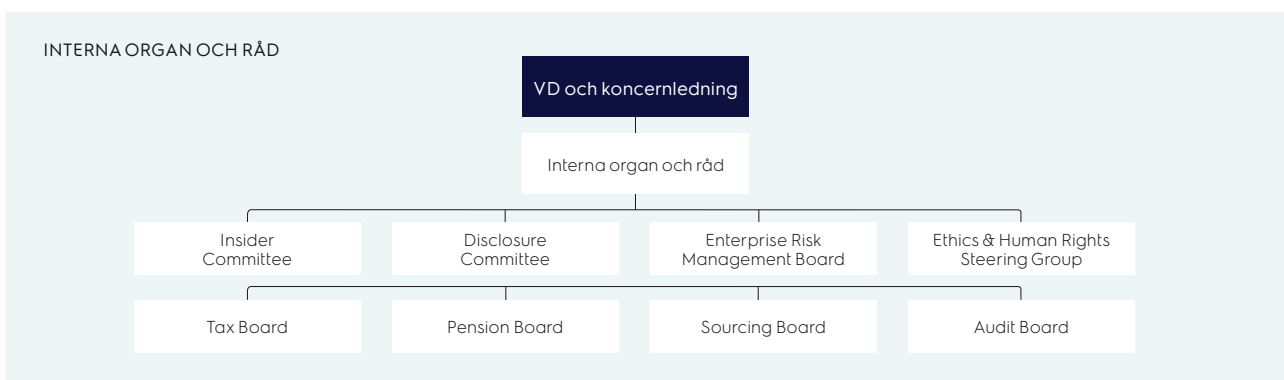 INTERNA ORGAN OCH RÅD
VD och koncernledning
Interna organ och råd
Insider
Committee
Disclosure
Committee
Enterprise Risk
Management Board
Ethics & Human Rights
Steering Group
Tax Board
Pension Board
Sourcing Board
Audit Board